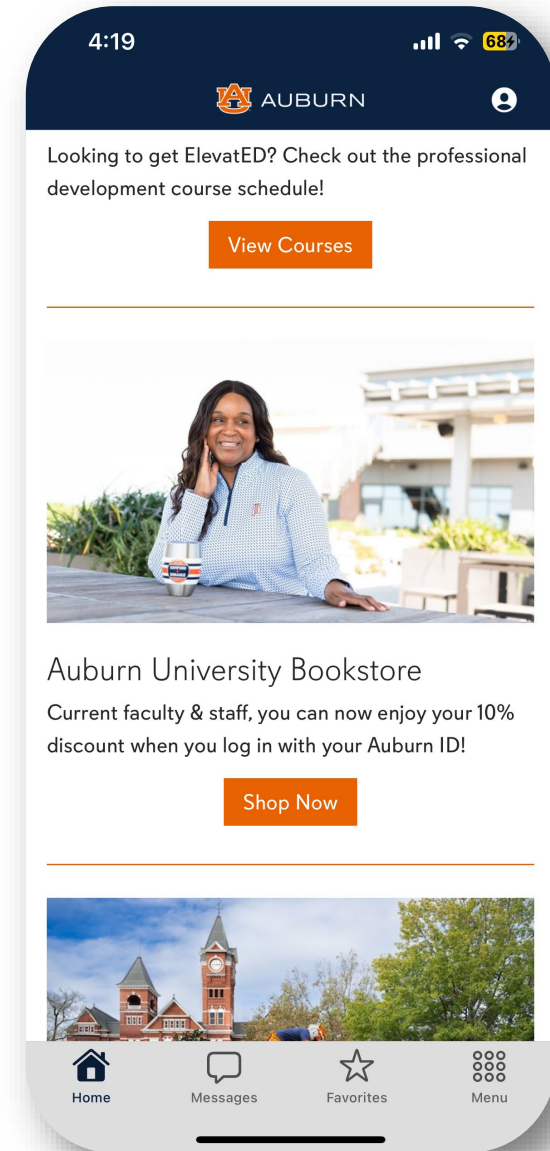 4:19
68
AUBURN
Looking to get ElevatED? Check out the professional
development course schedule!
View Courses
Auburn University Bookstore
Current faculty & staff, you can now enjoy your 10%
discount when you log in with your Auburn ID!
Shop Now
Home
Messages
Favorites
Menu